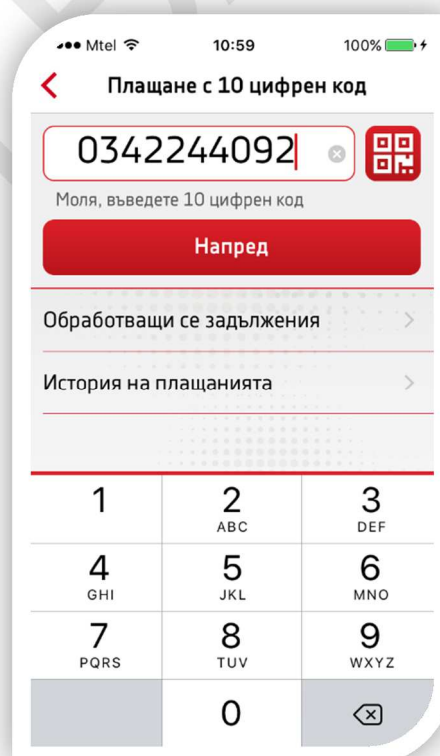 Mtel 10:59 100%
Плащане с 10 цифрен код
0342244092
Моля, въведете 10 цифрен код
Напред
Обработващи се задължения
История на плащанията
1 2 3
ABC DEF
4 5 6
GHI JKL MNO
7 8 9
PQRS TUV WXYZ
0